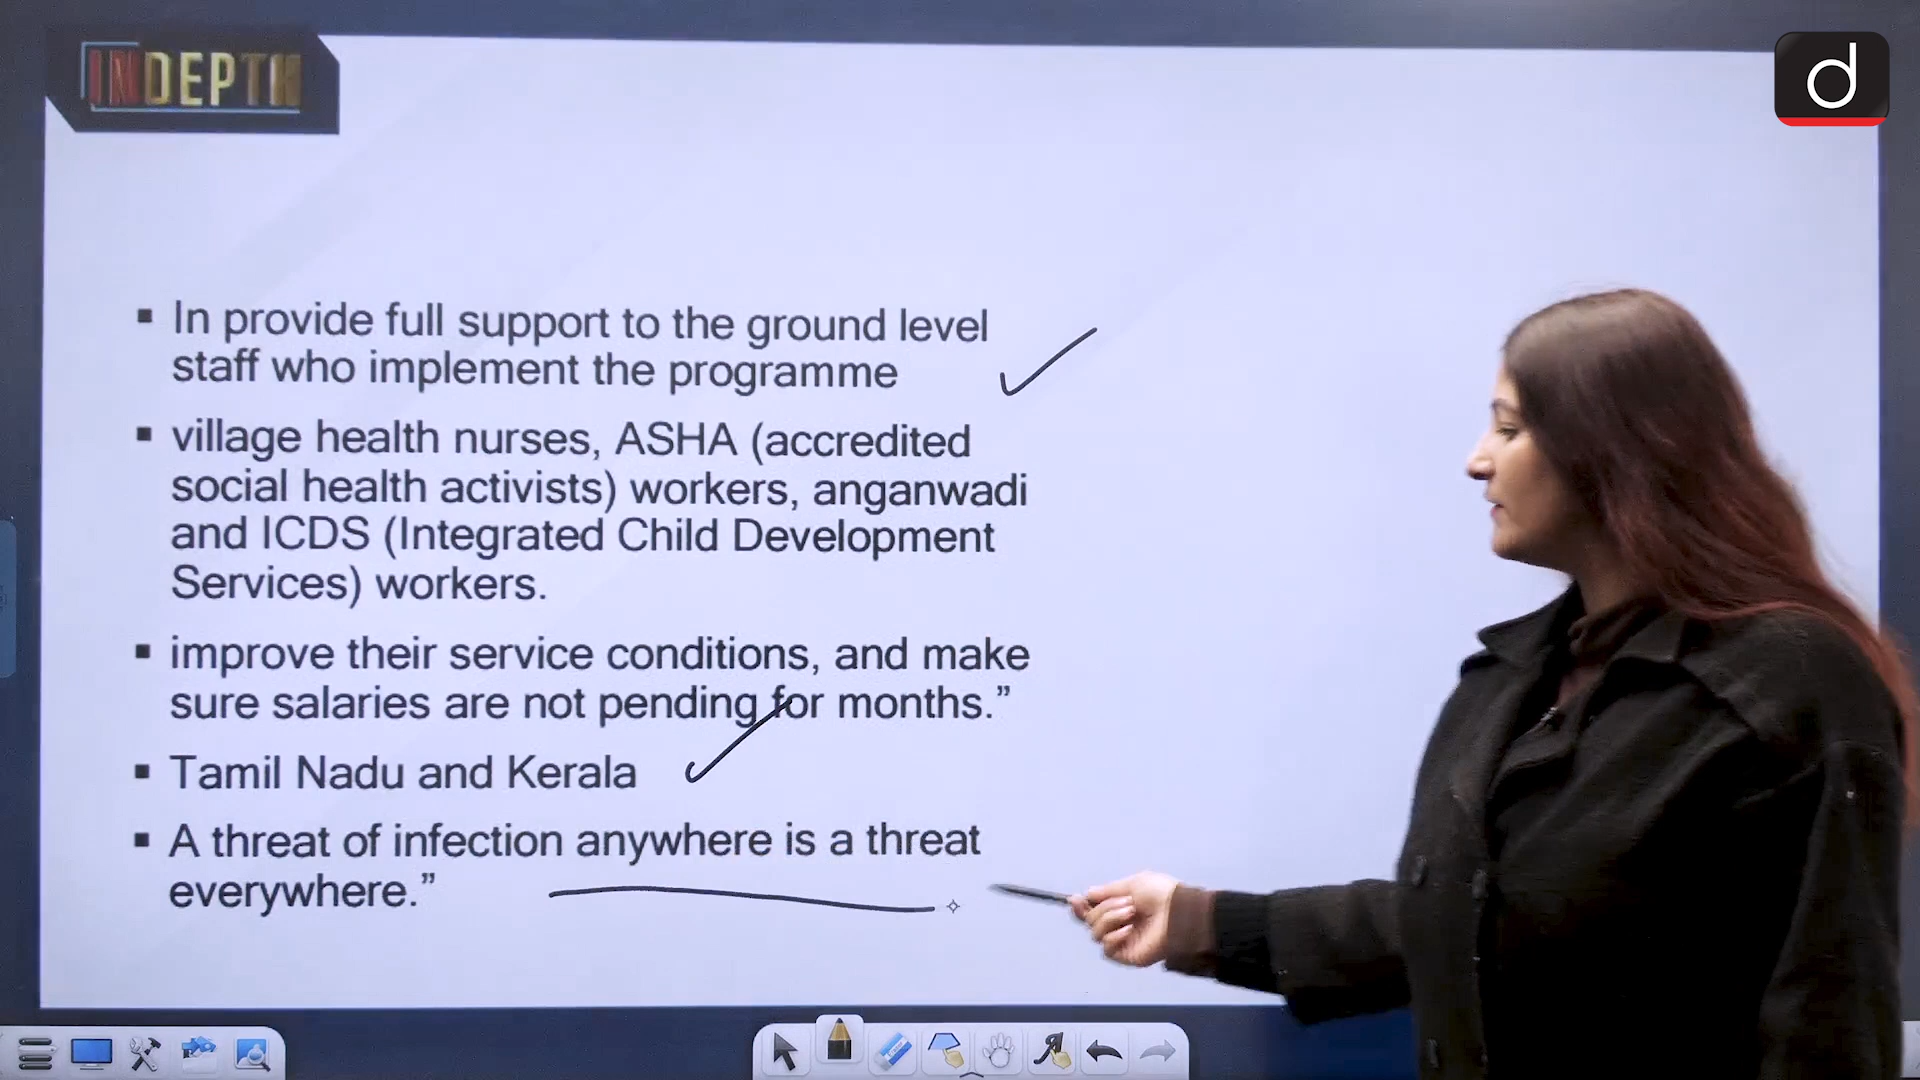 INDEPTH
d
▪ In provide full support to the ground level
staff who implement the programme
▪ village health nurses, ASHA (accredited
social health activists) workers, anganwadi
and ICDS (Integrated Child Development
Services) workers.
▪ improve their service conditions, and make
sure salaries are not pending for months.”
▪ Tamil Nadu and Kerala
▪ A threat of infection anywhere is a threat
everywhere.”